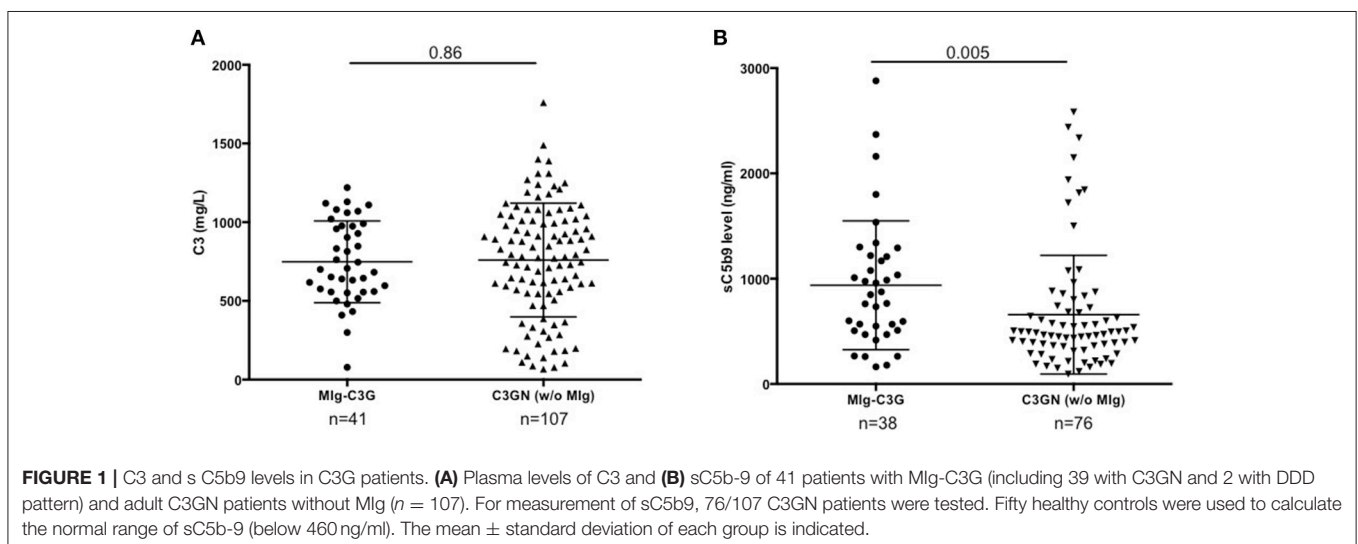 A
0.86
2000
1500
1000
500
0
C3 (mg/L)
MIg-C3G
C3GN (w/o MIg)
n=41
n=107
B
0.005
3000
2000
1000
0
sC5b9 level (ng/ml)
MIg-C3G
C3GN (w/o MIg)
n=38
n=76
FIGURE 1 | C3 and s C5b9 levels in C3G patients. (A) Plasma levels of C3 and (B) sC5b-9 of 41 patients with MIg-C3G (including 39 with C3GN and 2 with DDD
pattern) and adult C3GN patients without MIg (n = 107). For measurement of sC5b9, 76/107 C3GN patients were tested. Fifty healthy controls were used to calculate
the normal range of sC5b-9 (below 460 ng/ml). The mean ± standard deviation of each group is indicated.